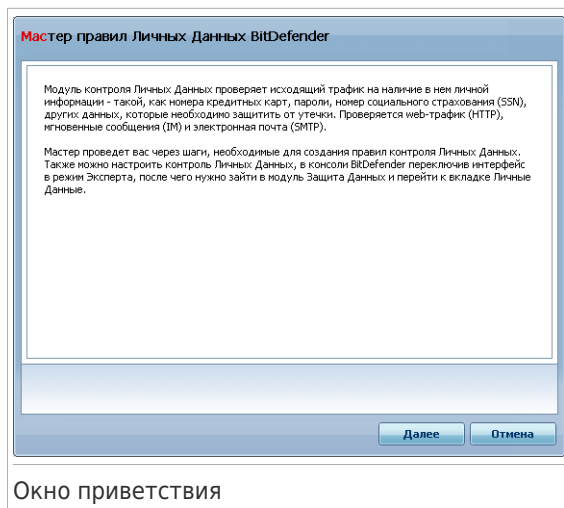 Мастер правил Личных Данных BitDefender
Модуль контроля Личных Данных проверяет исходящий трафик на наличие в нем личной
информации - такой, как номера кредитных карт, пароли, номер социального страхования (SSN),
других данных, которые необходимо защитить от утечки. Проверяется web-трафик (HTTP),
мгновенные сообщения (IM) и электронная почта (SMTP).
Мастер проведет вас через шаги, необходимые для создания правил контроля Личных Данных.
Также можно настроить контроль Личных Данных, в консоли BitDefender переключив интерфейс
в режим Эксперта, после чего нужно зайти в модуль Защита Данных и перейти к вкладке Личные
Данные.
Далее
Отмена
Окно приветствия